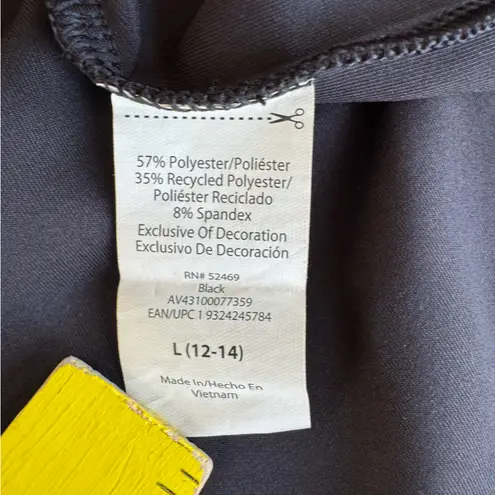 57% Polyester/Poliéster
35% Recycled Polyester/
Poliéster Reciclado
8% Spandex
Exclusive Of Decoration
Exclusivo De Decoración
RN# 52469
Black
AV43100077359
EAN/UPC 1 9324245784
L (12-14)
Made In/Hecho En
Vietnam